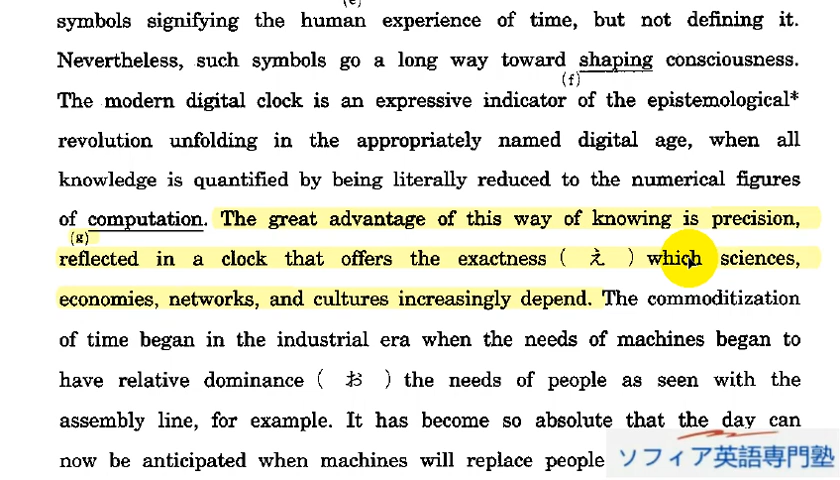 (e)
symbols signifying the human experience of time, but not defining it.
Nevertheless, such symbols go a long way toward shaping consciousness.
(f)
The modern digital clock is an expressive indicator of the epistemological*
revolution unfolding in the appropriately named digital age, when all
knowledge is quantified by being literally reduced to the numerical figures
of computation. The great advantage of this way of knowing is precision,
(g)
reflected in a clock that offers the exactness ( え ) which sciences,
economies, networks, and cultures increasingly depend. The commoditization
of time began in the industrial era when the needs of machines began to
have relative dominance ( お ) the needs of people as seen with the
assembly line, for example. It has become so absolute that the day can
now be anticipated when machines will replace people
ソフィア英語専門塾